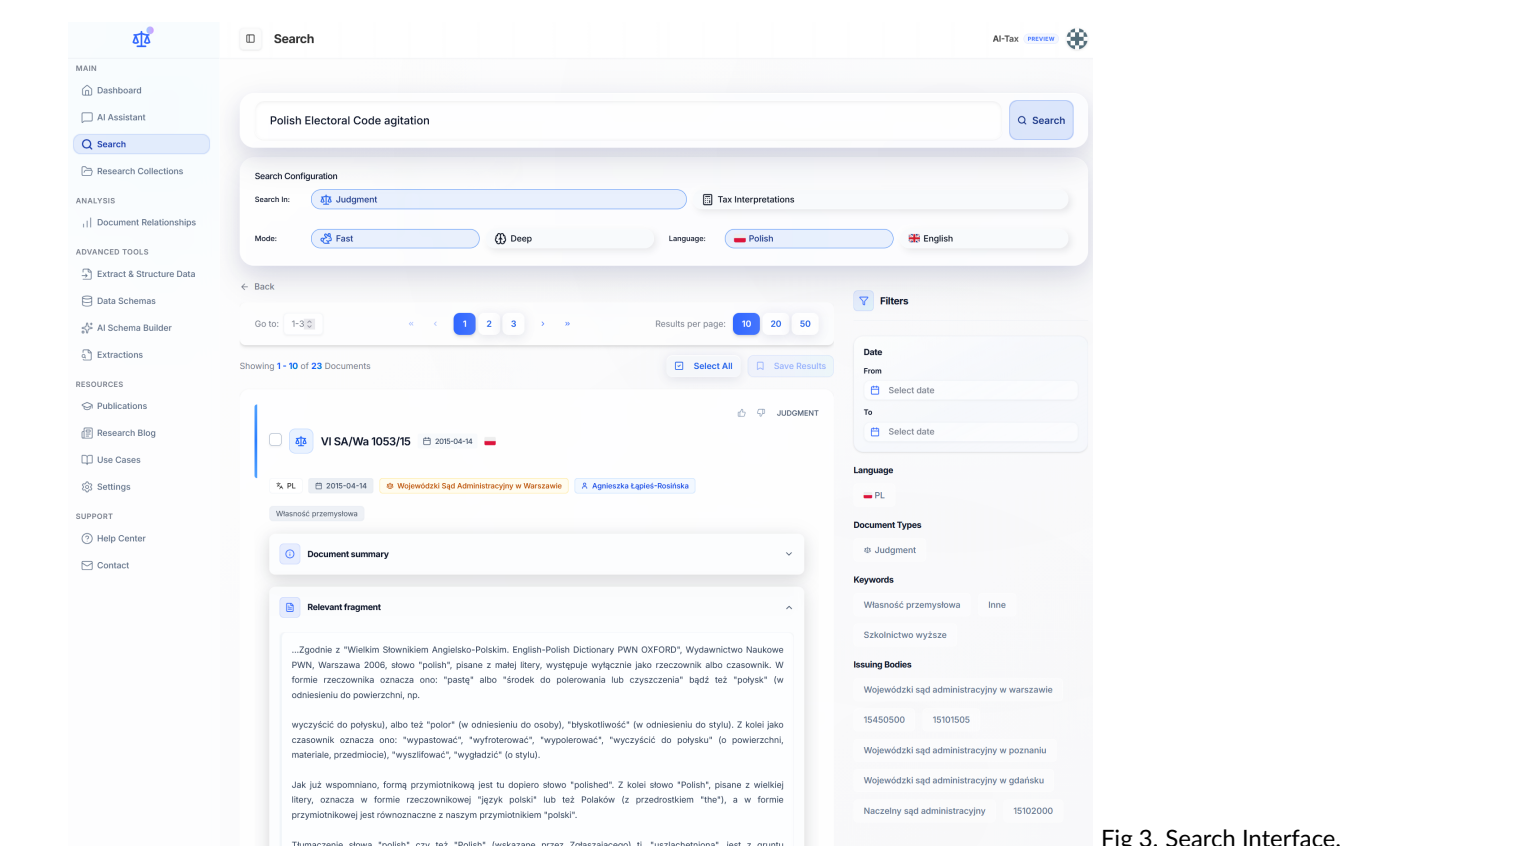 Search
AI-Tax PREVIEW
MAIN
Dashboard
AI Assistant
Search
Research Collections
ANALYSIS
Document Relationships
ADVANCED TOOLS
Extract & Structure Data
Data Schemas
AI Schema Builder
Extractions
RESOURCES
Publications
Research Blog
Use Cases
Settings
SUPPORT
Help Center
Contact
Polish Electoral Code agitation
Search
Search Configuration
Search In: Judgment Tax Interpretations
Mode: Fast Deep Language: Polish English
Back
Go to: 1-3 « ‹ 1 2 3 › » Results per page: 10 20 50
Showing 1 - 10 of 23 Documents Select All Save Results
JUDGMENT
VI SA/Wa 1053/15 2015-04-14
PL 2015-04-14 Wojewódzki Sąd Administracyjny w Warszawie Agnieszka Łąpieś-Rosińska
Własność przemysłowa
Document summary
Relevant fragment
...Zgodnie z "Wielkim Słownikiem Angielsko-Polskim. English-Polish Dictionary PWN OXFORD", Wydawnictwo Naukowe
PWN, Warszawa 2006, słowo "polish", pisane z małej litery, występuje wyłącznie jako rzeczownik albo czasownik. W
formie rzeczownika oznacza ono: "pastę" albo "środek do polerowania lub czyszczenia" bądź też "połysk" (w
odniesieniu do powierzchni, np.
wyczyścić do połysku), albo też "polor" (w odniesieniu do osoby), "błyskotliwość" (w odniesieniu do stylu). Z kolei jako
czasownik oznacza ono: "wypastować", "wyfroterować", "wypolerować", "wyczyścić do połysku" (o powierzchni,
materiale, przedmiocie), "wyszlifować", "wygładzić" (o stylu).
Jak już wspomniano, formą przymiotnikową jest tu dopiero słowo "polished". Z kolei słowo "Polish", pisane z wielkiej
litery, oznacza w formie rzeczownikowej "język polski" lub też Polaków (z przedrostkiem "the"), a w formie
przymiotnikowej jest równoznaczne z naszym przymiotnikiem "polski".
Tłumaczenie słowa "polish" czy też "Polish" (wskazane przez Zgłaszającego) tj. "uszlachetniona", jest z gruntu
Filters
Date
From
Select date
To
Select date
Language
PL
Document Types
Judgment
Keywords
Własność przemysłowa Inne
Szkolnictwo wyższe
Issuing Bodies
Wojewódzki sąd administracyjny w warszawie
15450500 15101505
Wojewódzki sąd administracyjny w poznaniu
Wojewódzki sąd administracyjny w gdańsku
Naczelny sąd administracyjny 15102000
Fig 3. Search Interface.